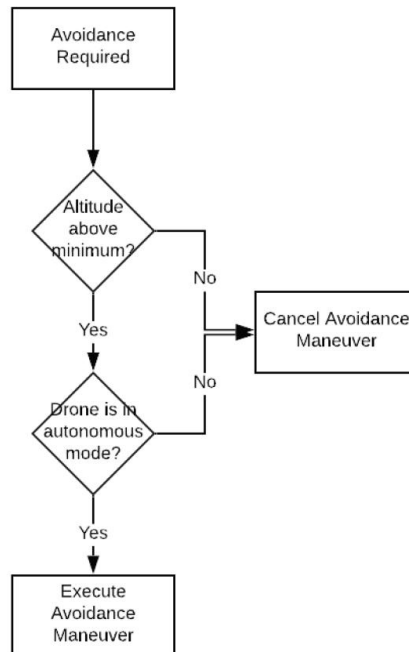 Avoidance
Required
Altitude
above
minimum?
No
Cancel Avoidance
Maneuver
Yes
No
Drone is in
autonomous
mode?
Yes
Execute
Avoidance
Maneuver